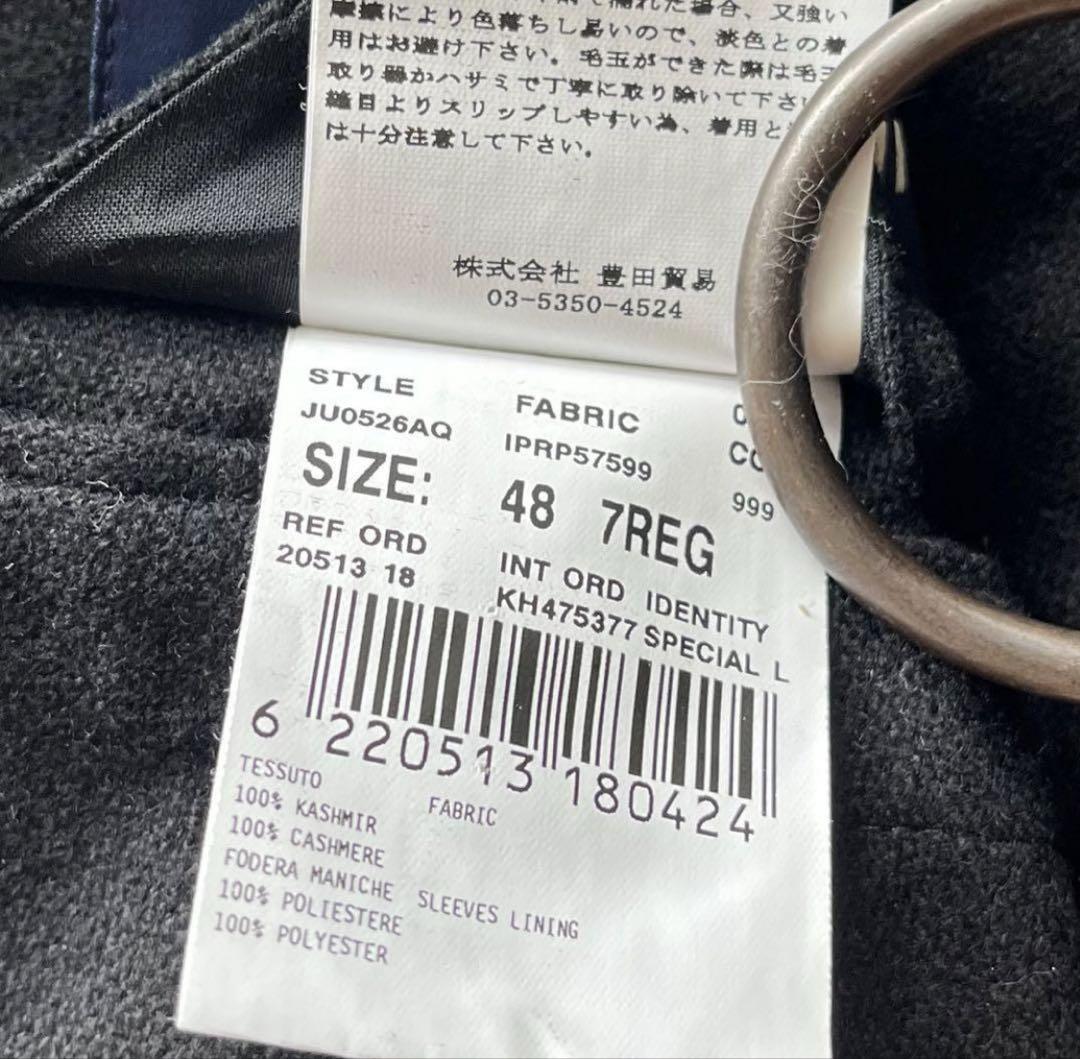 た場合、又強い
摩擦により色落ちし易いので、淡色との着
用はお避け下さい。毛玉ができた際は毛玉
取り器かハサミで丁寧に取り除いて下さい
縫目よりスリップしやすい為、着用と
は十分注意して下さい。
株式会社 豊田貿易
03-5350-4524
STYLE FABRIC
JU0526AQ IPRP57599 999
SIZE: 48 7REG
REF ORD INT ORD IDENTITY
20513 18 KH475377 SPECIAL L
6 220513 180424
TESSUTO FABRIC
100% KASHMIR
100% CASHMERE
FODERA MANICHE SLEEVES LINING
100% POLIESTERE
100% POLYESTER